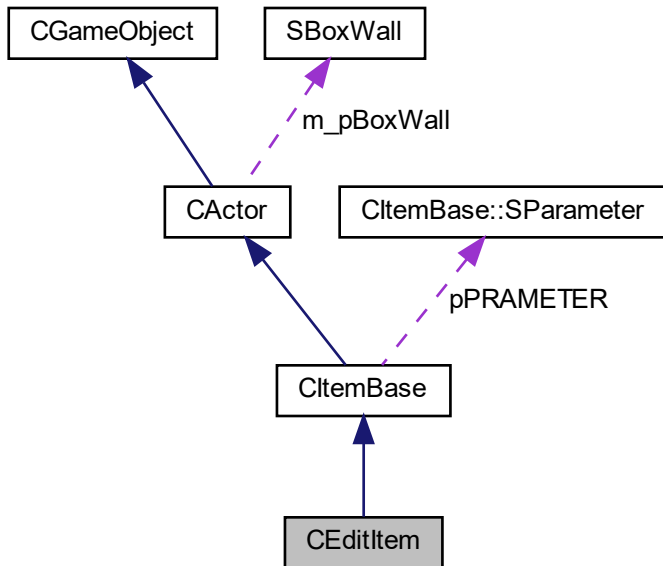 CGameObject
SBoxWall
m_pBoxWall
CActor
CItemBase::SParameter
pPRAMETER
CItemBase
CEditItem